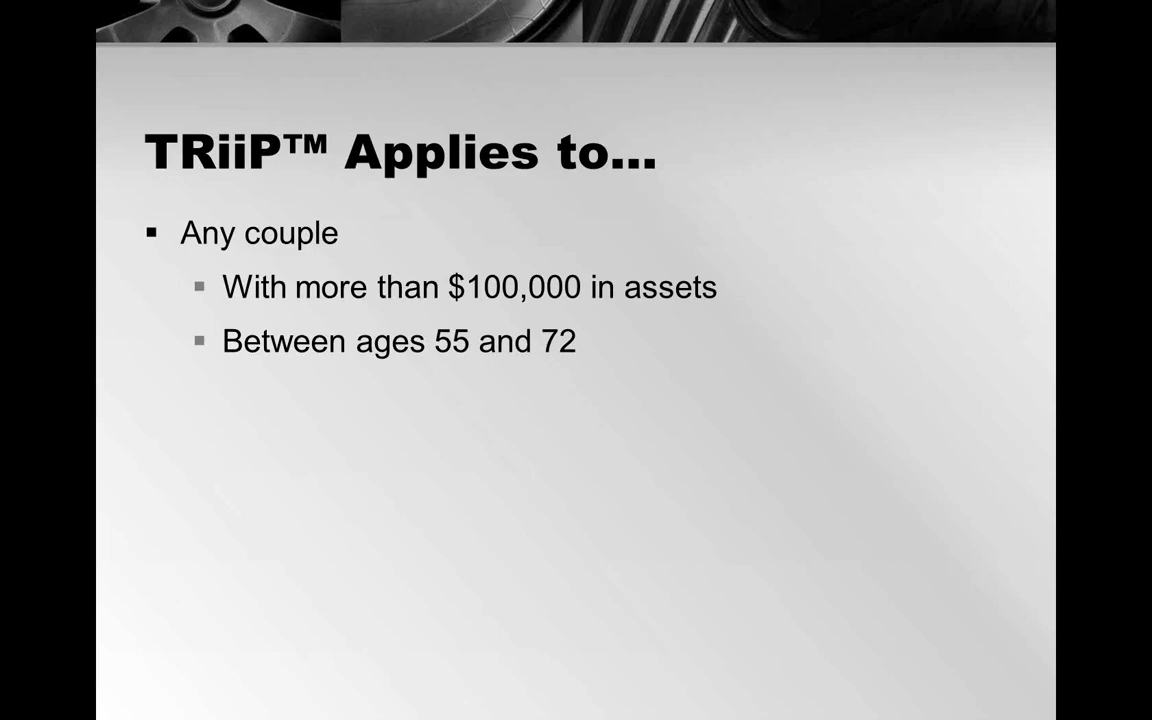 TRiiP™ Applies to...
▪ Any couple
▪ With more than $100,000 in assets
▪ Between ages 55 and 72